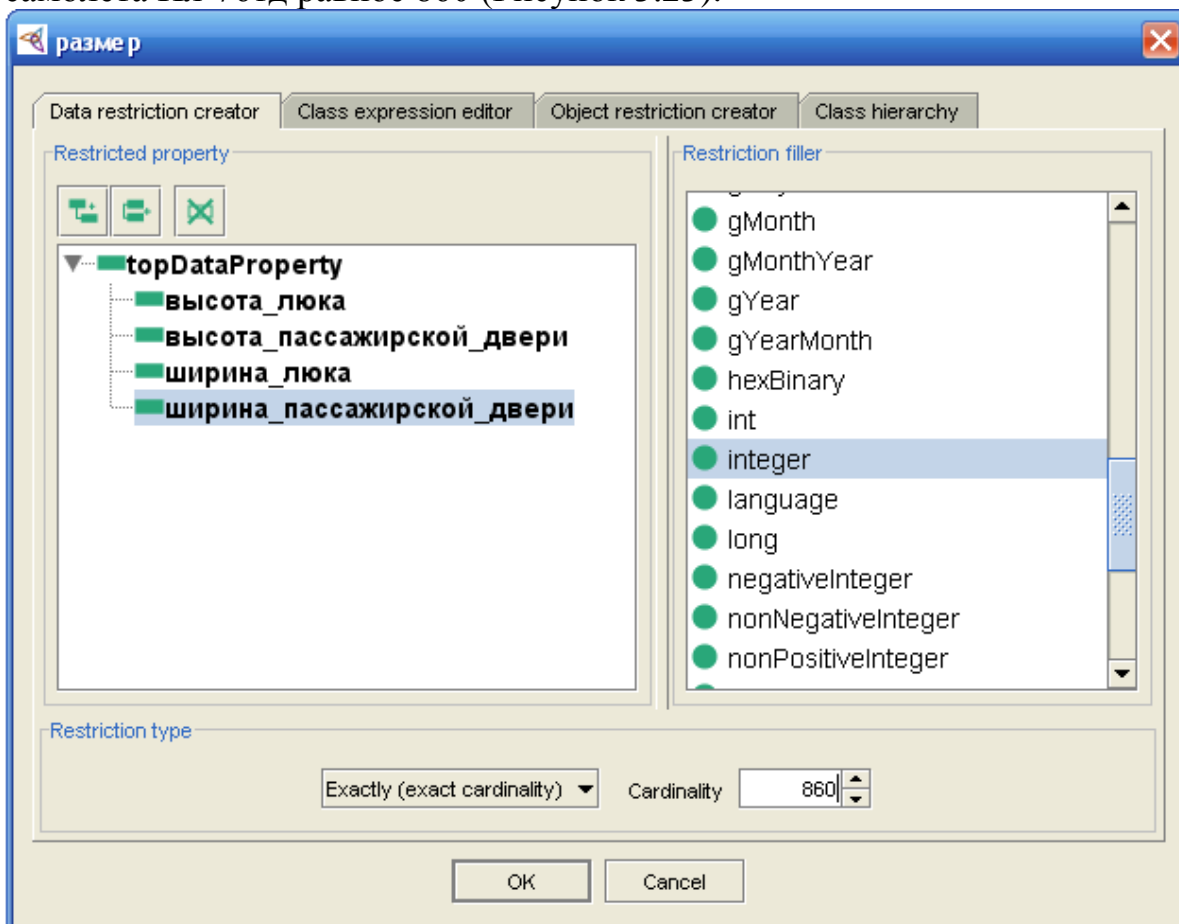 размер
Data restriction creator
Class expression editor
Object restriction creator
Class hierarchy
Restricted property
Restriction filler
topDataProperty
высота_люка
высота_пассажирской_двери
ширина_люка
ширина_пассажирской_двери
gMonth
gMonthYear
gYear
gYearMonth
hexBinary
int
integer
language
long
negativeInteger
nonNegativeInteger
nonPositiveInteger
Restriction type
Exactly (exact cardinality)
Cardinality
860
OK
Cancel